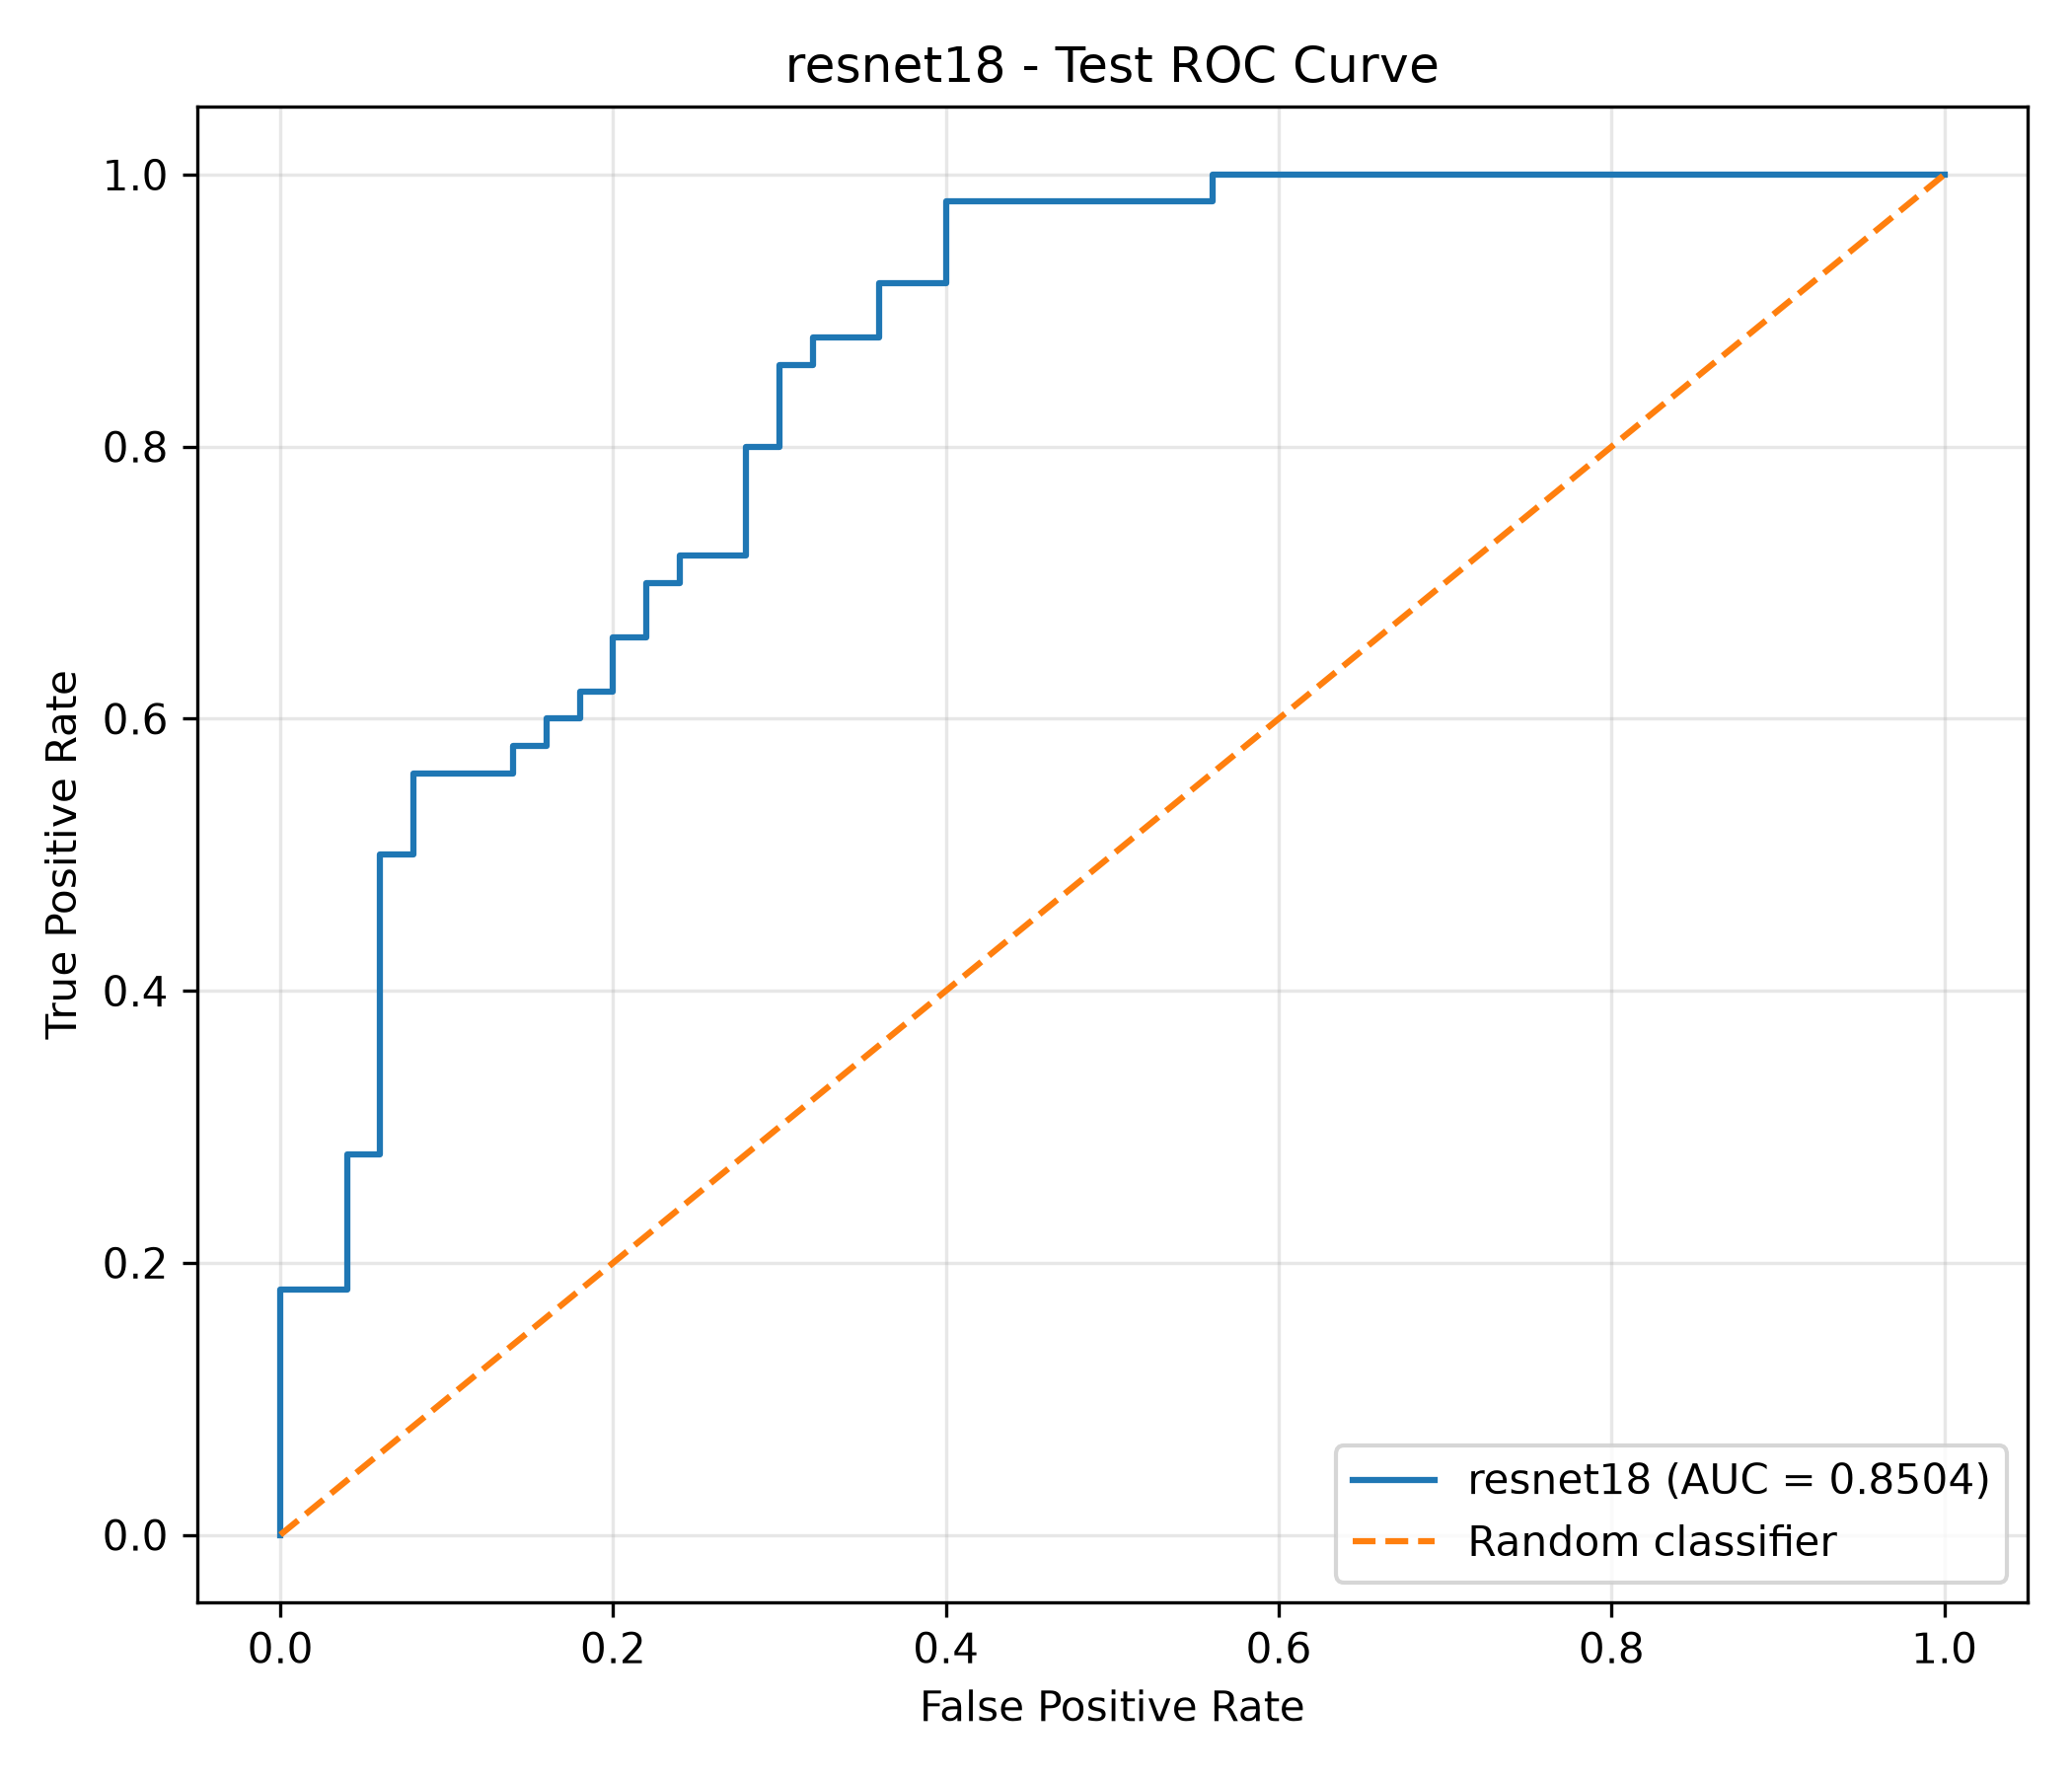 resnet18 - Test ROC Curve
True Positive Rate
1.0
0.8
0.6
0.4
0.2
0.0
resnet18 (AUC = 0.8504)
Random classifier
0.0 0.2 0.4 0.6 0.8 1.0
False Positive Rate